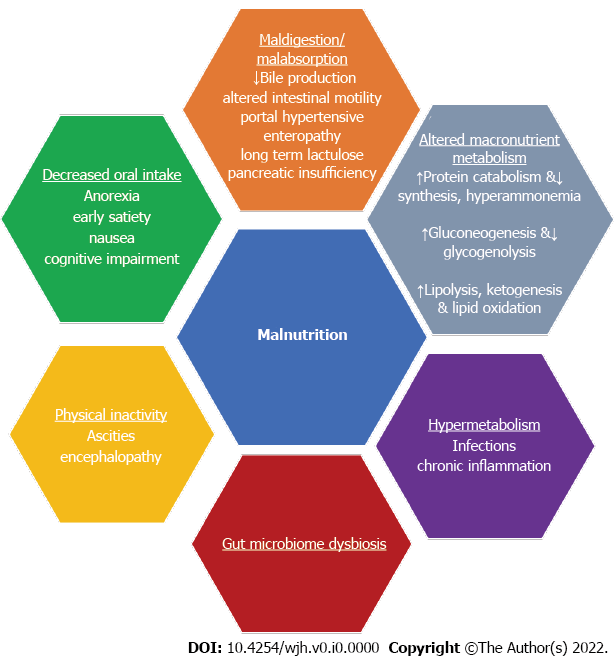 Maldigestion/
malabsorption
↓Bile production
altered intestinal motility
portal hypertensive
enteropathy
long term lactulose
pancreatic insufficiency
Altered macronutrient
metabolism
↑Protein catabolism &↓
synthesis, hyperammonemia
↑Gluconeogenesis &↓
glycogenolysis
↑Lipolysis, ketogenesis
& lipid oxidation
Decreased oral intake
Anorexia
early satiety
nausea
cognitive impairment
Malnutrition
Physical inactivity
Ascities
encephalopathy
Hypermetabolism
Infections
chronic inflammation
Gut microbiome dysbiosis
DOI: 10.4254/wjh.v0.i0.0000 Copyright ©The Author(s) 2022.